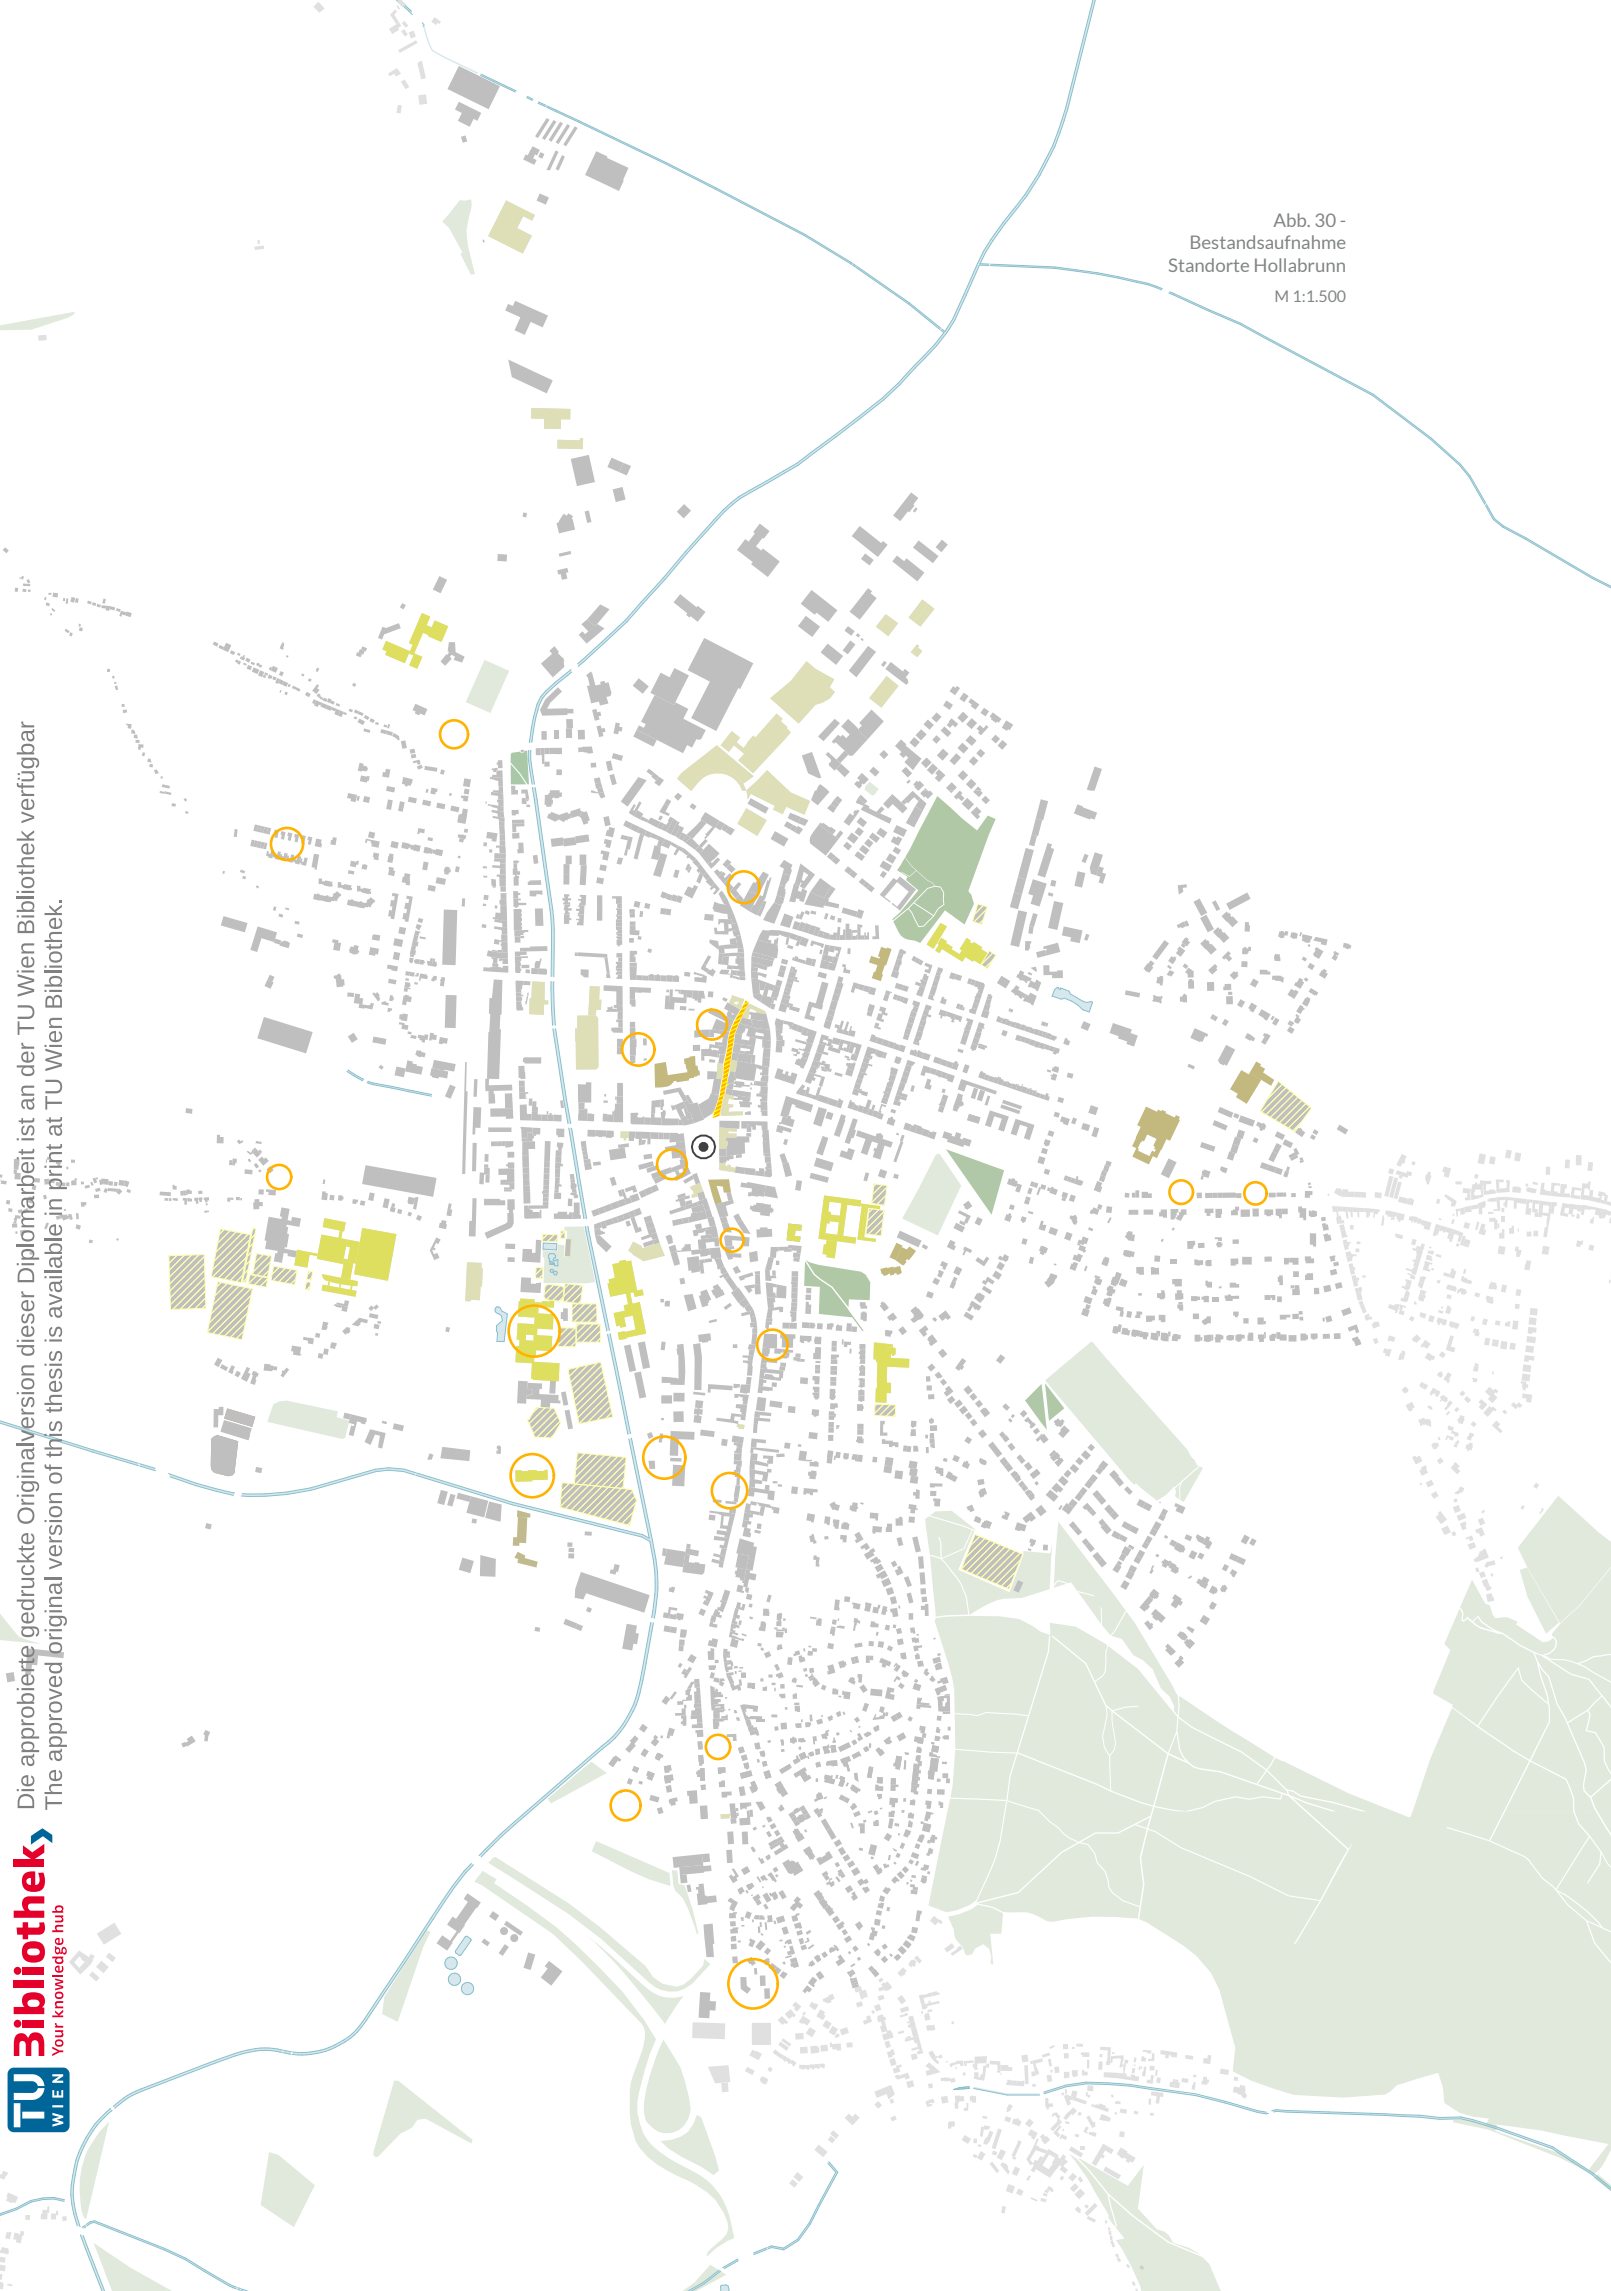 Abb. 30 -
Bestandsaufnahme
Standorte Hollabrunn
M 1:1.500
Die approbierte gedruckte Originalversion dieser Diplomarbeit ist an der TU Wien Bibliothek verfügbar
The approved original version of this thesis is available in print at TU Wien Bibliothek.
Bibliothek
Your knowledge hub
TU
WIEN